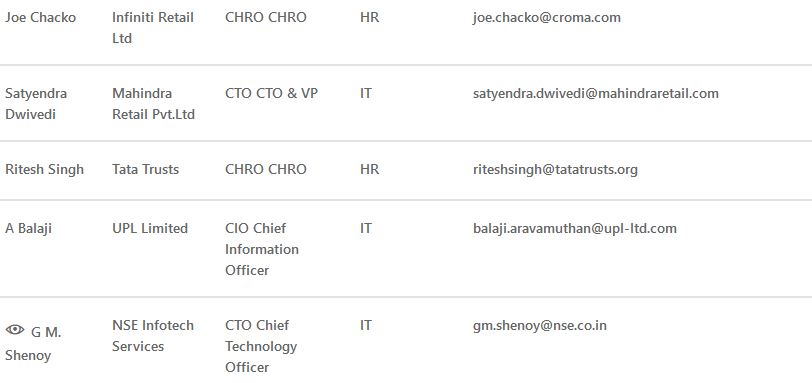 Joe Chacko Infiniti Retail CHRO CHRO HR joe.chacko@croma.com
Ltd
Satyendra Mahindra CTO CTO & VP IT satyendra.dwivedi@mahindraretail.com
Dwivedi Retail Pvt.Ltd
Ritesh Singh Tata Trusts CHRO CHRO HR riteshsingh@tatatrusts.org
A Balaji UPL Limited CIO Chief IT balaji.aravamuthan@upl-ltd.com
Information
Officer
G M. NSE Infotech CTO Chief IT gm.shenoy@nse.co.in
Shenoy Services Technology
Officer